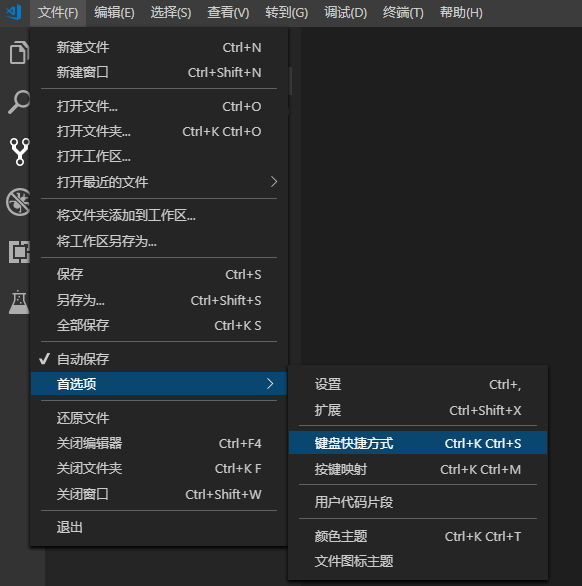 文件(F) 编辑(E) 选择(S) 查看(V) 转到(G) 调试(D) 终端(T) 帮助(H)
新建文件 Ctrl+N
新建窗口 Ctrl+Shift+N
打开文件... Ctrl+O
打开文件夹... Ctrl+K Ctrl+O
打开工作区...
打开最近的文件
将文件夹添加到工作区...
将工作区另存为...
保存 Ctrl+S
另存为... Ctrl+Shift+S
全部保存 Ctrl+K S
自动保存
首选项
还原文件
关闭编辑器 Ctrl+F4
关闭文件夹 Ctrl+K F
关闭窗口 Ctrl+Shift+W
退出
设置 Ctrl+,
扩展 Ctrl+Shift+X
键盘快捷方式 Ctrl+K Ctrl+S
按键映射 Ctrl+K Ctrl+M
用户代码片段
颜色主题 Ctrl+K Ctrl+T
文件图标主题